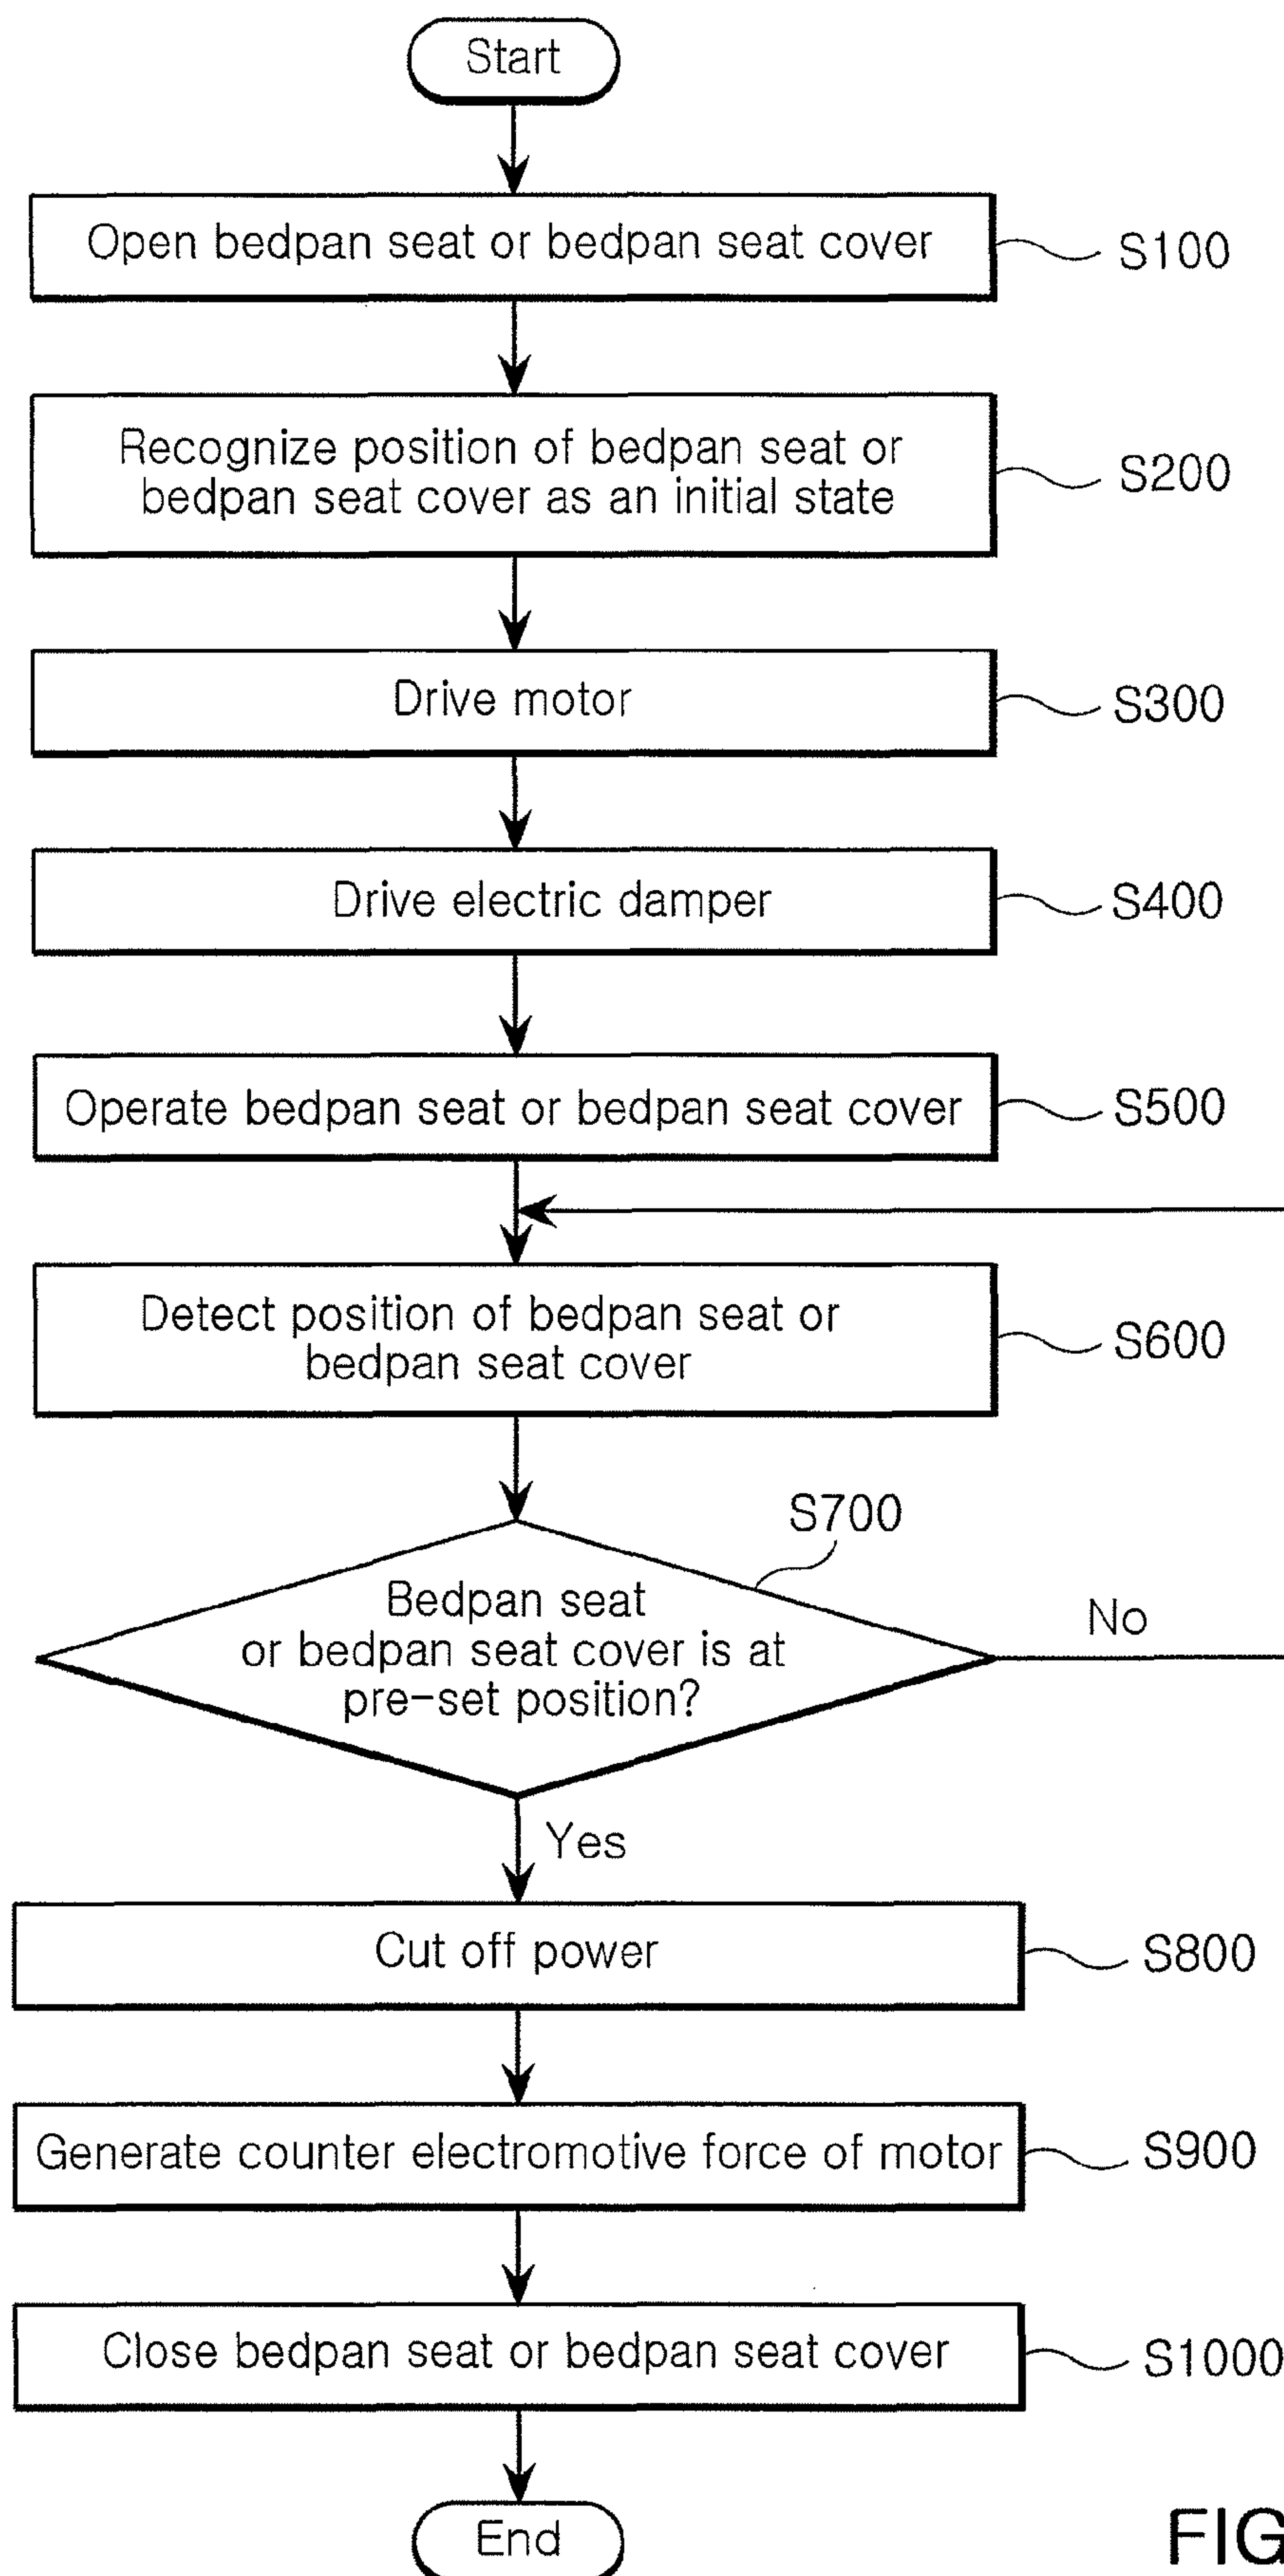 Start
Open bedpan seat or bedpan seat cover
S100
Recognize position of bedpan seat or
bedpan seat cover as an initial state
S200
Drive motor
S300
Drive electric damper
S400
Operate bedpan seat or bedpan seat cover
S500
Detect position of bedpan seat or
bedpan seat cover
S600
S700
Bedpan seat
or bedpan seat cover is at
pre-set position?
No
Yes
Cut off power
S800
Generate counter electromotive force of motor
S900
Close bedpan seat or bedpan seat cover
S1000
End
FIG